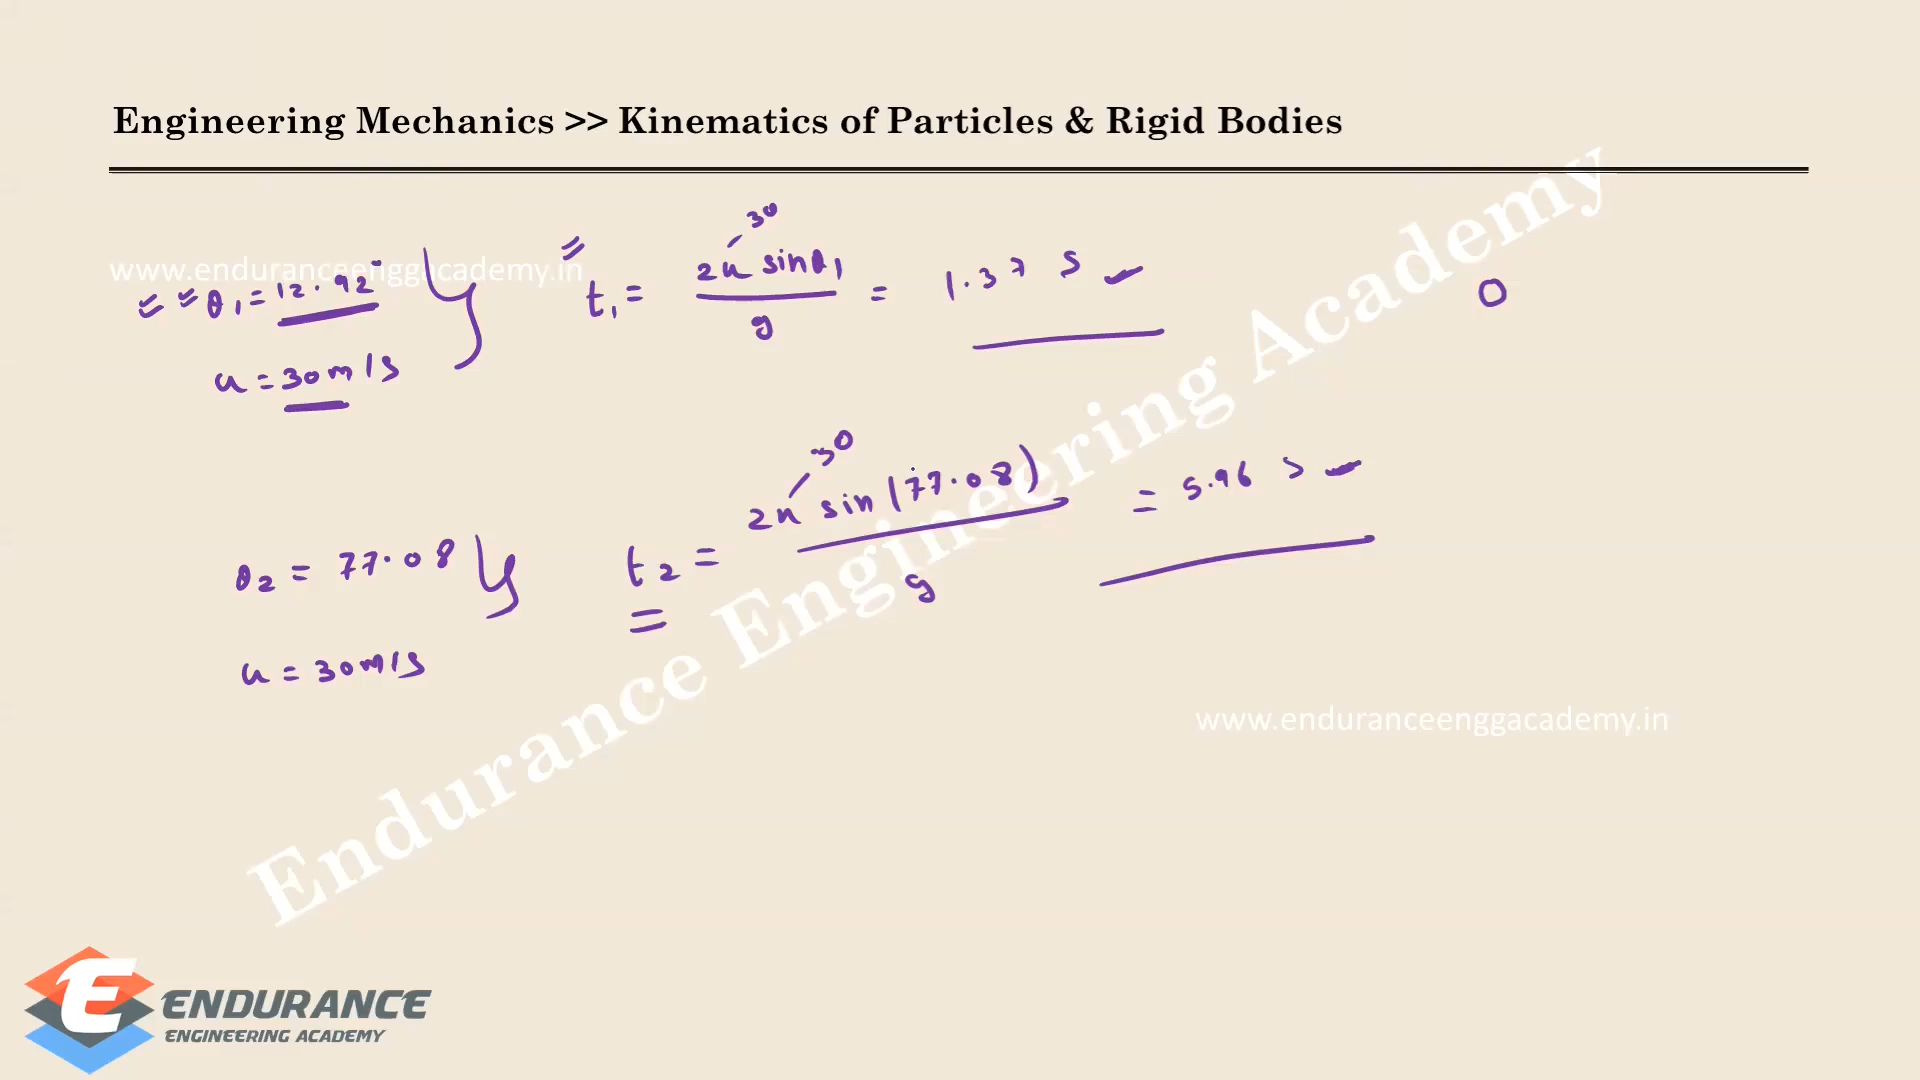 Engineering Mechanics >> Kinematics of Particles & Rigid Bodies
www.enduranceenggacademy.in
θ₁ = 12.92°
u = 30 m/s
t₁ = 2u sinθ₁ / g = 1.37 s
30
0
θ₂ = 77.08
u = 30 m/s
t₂ = 2u sin(77.08) / g = 5.96 s
30
Endurance Engineering Academy
www.enduranceenggacademy.in
E ENDURANCE
ENGINEERING ACADEMY